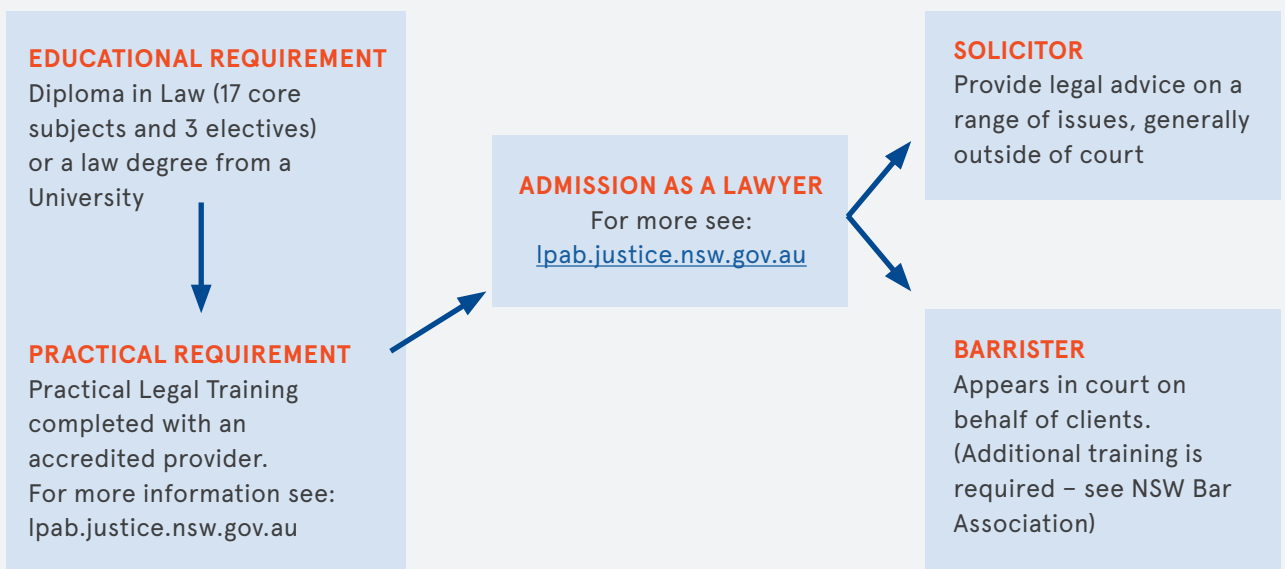 EDUCATIONAL REQUIREMENT
Diploma in Law (17 core
subjects and 3 electives)
or a law degree from a
University
PRACTICAL REQUIREMENT
Practical Legal Training
completed with an
accredited provider.
For more information see:
lpab.justice.nsw.gov.au
ADMISSION AS A LAWYER
For more see:
lpab.justice.nsw.gov.au
SOLICITOR
Provide legal advice on a
range of issues, generally
outside of court
BARRISTER
Appears in court on
behalf of clients.
(Additional training is
required – see NSW Bar
Association)